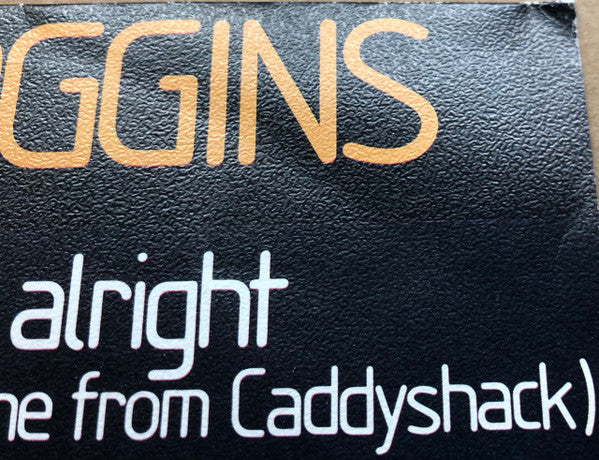 GGINS
alright
ne from Caddyshack)